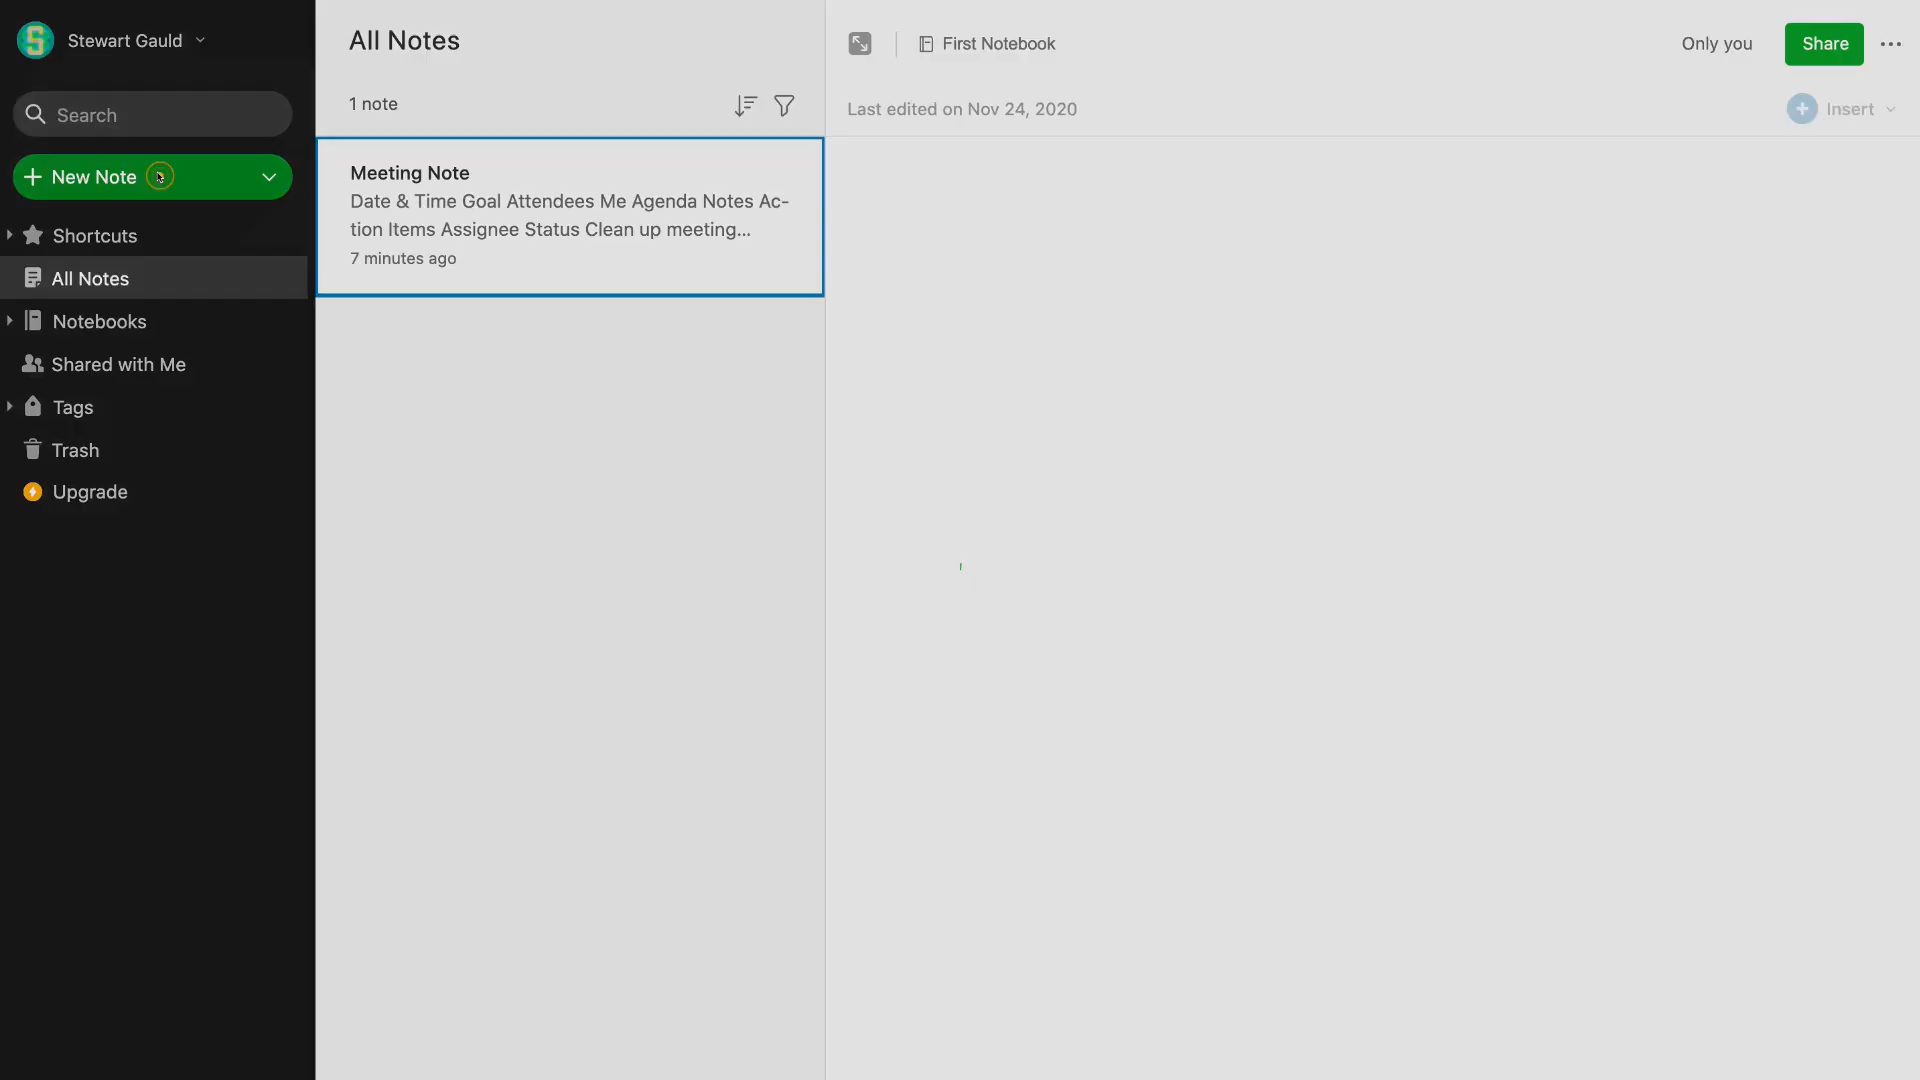 Stewart Gauld
Search
New Note
Shortcuts
All Notes
Notebooks
Shared with Me
Tags
Trash
Upgrade
All Notes
1 note
Meeting Note
Date & Time Goal Attendees Me Agenda Notes Ac-
tion Items Assignee Status Clean up meeting...
7 minutes ago
First Notebook
Only you
Share
Last edited on Nov 24, 2020
Insert